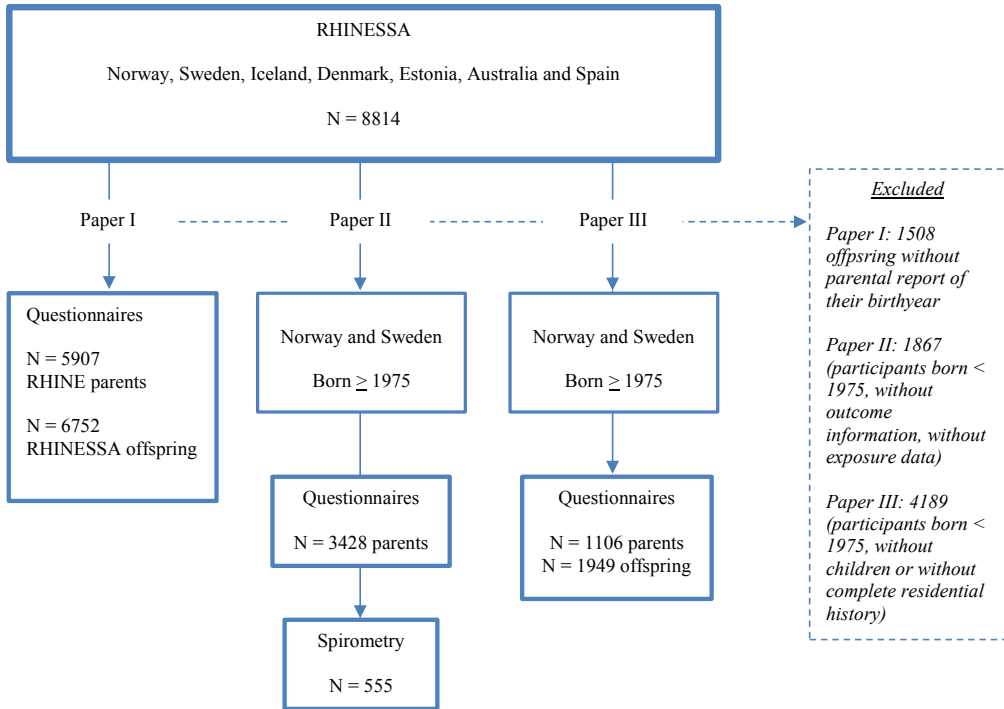 RHINESSA
Norway, Sweden, Iceland, Denmark, Estonia, Australia and Spain
N = 8814
Paper I
Paper II
Paper III
Questionnaires
N = 5907
RHINE parents
N = 6752
RHINESSA offspring
Norway and Sweden
Born ≥ 1975
Questionnaires
N = 3428 parents
Spirometry
N = 555
Norway and Sweden
Born ≥ 1975
Questionnaires
N = 1106 parents
N = 1949 offspring
Excluded
Paper I: 1508
offpsring without
parental report of
their birthyear
Paper II: 1867
(participants born <
1975, without
outcome
information, without
exposure data)
Paper III: 4189
(participants born <
1975, without
children or without
complete residential
history)